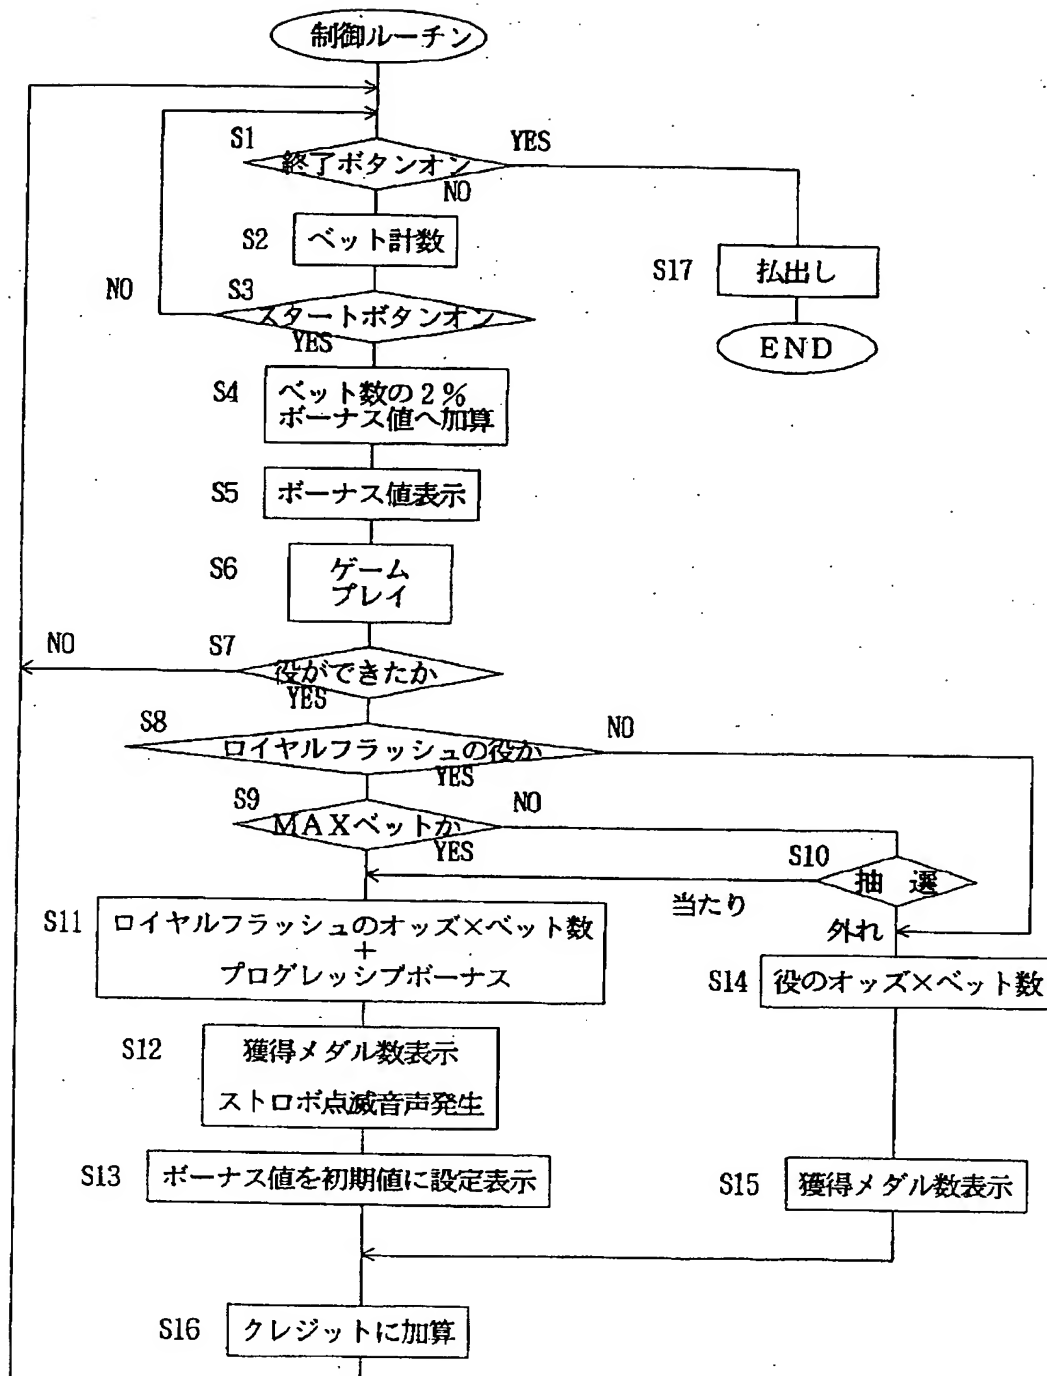 制御ルーチン
S1
終了ボタンオン
YES
NO
S2
ベット計数
S17
払出し
NO
S3
スタートボタンオン
YES
END
S4
ベット数の2%
ボーナス値へ加算
S5
ボーナス値表示
S6
ゲーム
プレイ
NO
S7
役ができたか
YES
S8
ロイヤルフラッシュの役か
NO
YES
S9
MAXベットか
NO
YES
S10
抽 選
当たり
外れ
S11
ロイヤルフラッシュのオッズ×ベット数
+
プログレッシブボーナス
S14
役のオッズ×ベット数
S12
獲得メダル数表示
ストロボ点滅音声発生
S13
ボーナス値を初期値に設定表示
S15
獲得メダル数表示
S16
クレジットに加算